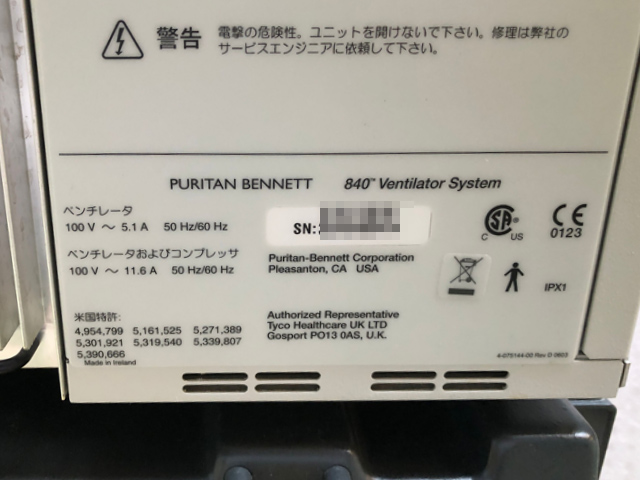 警告
電撃の危険性。ユニットを開けないで下さい。修理は弊社の
サービスエンジニアに依頼して下さい。
PURITAN BENNETT 840™ Ventilator System
ベンチレータ
100 V ～ 5.1 A 50 Hz/60 Hz
ベンチレータおよびコンプレッサ
100 V ～ 11.6 A 50 Hz/60 Hz
SN:
Puritan-Bennett Corporation
Pleasanton, CA USA
CSA
C US
CE
0123
IPX1
米国特許:
4,954,799 5,161,525 5,271,389
5,301,921 5,319,540 5,339,807
5,390,666
Made in Ireland
Authorized Representative
Tyco Healthcare UK LTD
Gosport PO13 0AS, U.K.
4-075144-00 Rev D 0803